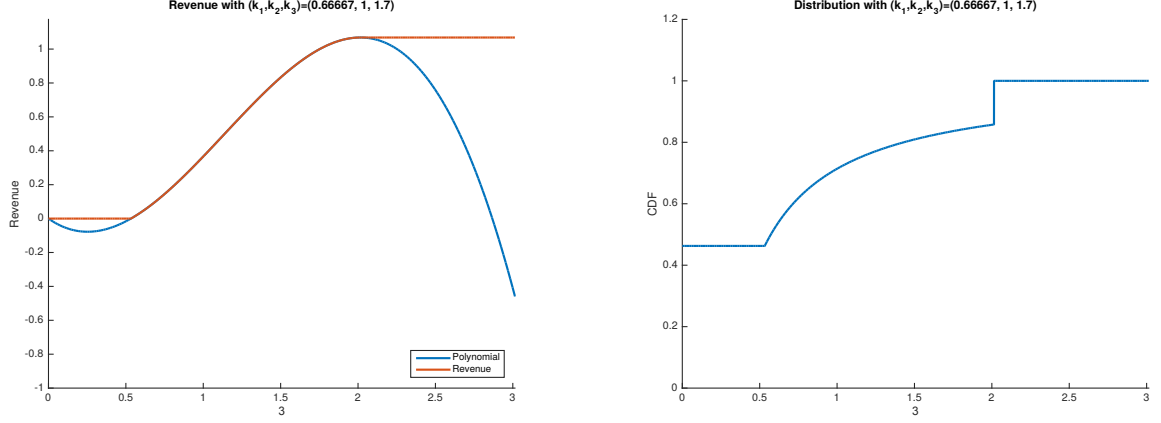 Revenue with (k1,k2,k3)=(0.66667, 1, 1.7)
1
0.8
0.6
0.4
0.2
0
-0.2
-0.4
-0.6
-0.8
-1
Revenue
0 0.5 1 1.5 2 2.5 3
3
Polynomial
Revenue
Distribution with (k1,k2,k3)=(0.66667, 1, 1.7)
1.2
1
0.8
0.6
0.4
0.2
0
CDF
0 0.5 1 1.5 2 2.5 3
3